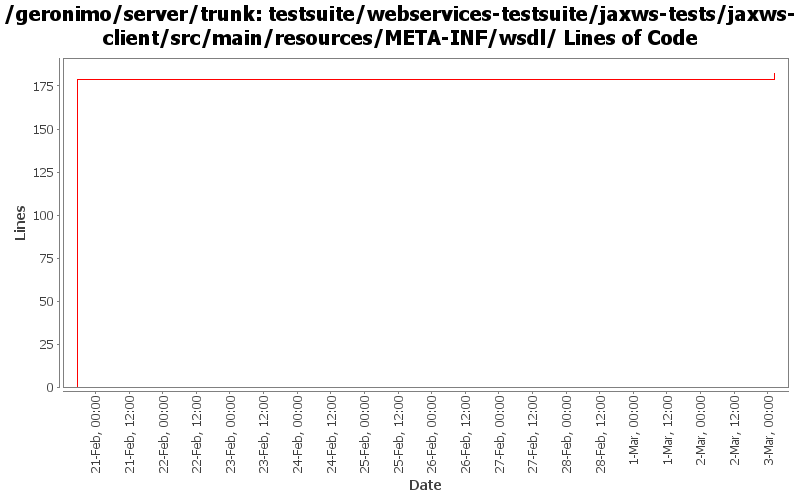 /geronimo/server/trunk: testsuite/webservices-testsuite/jaxws-tests/jaxws-
client/src/main/resources/META-INF/wsdl/ Lines of Code
175
150
125
100
75
50
25
0
Lines
21-Feb, 00:00
21-Feb, 12:00
22-Feb, 00:00
22-Feb, 12:00
23-Feb, 00:00
23-Feb, 12:00
24-Feb, 00:00
24-Feb, 12:00
25-Feb, 00:00
25-Feb, 12:00
26-Feb, 00:00
26-Feb, 12:00
27-Feb, 00:00
27-Feb, 12:00
28-Feb, 00:00
28-Feb, 12:00
1-Mar, 00:00
1-Mar, 12:00
2-Mar, 00:00
2-Mar, 12:00
3-Mar, 00:00
Date